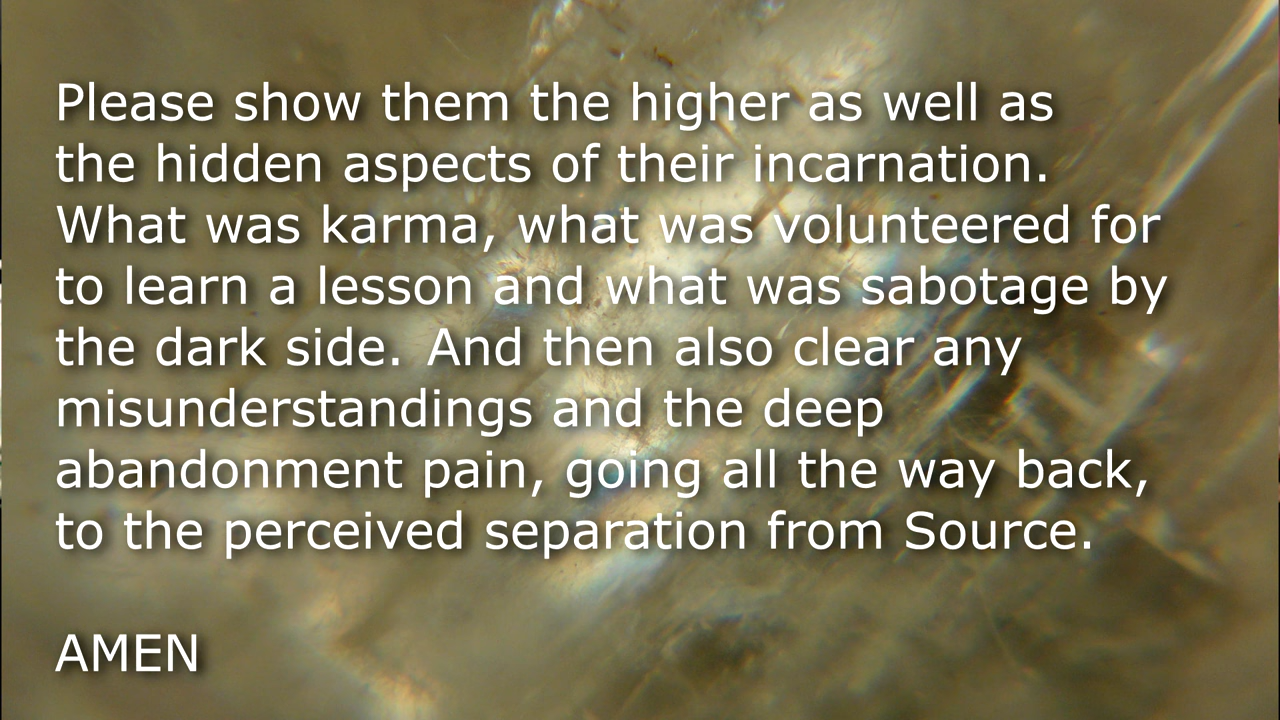 Please show them the higher as well as
the hidden aspects of their incarnation.
What was karma, what was volunteered for
to learn a lesson and what was sabotage by
the dark side. And then also clear any
misunderstandings and the deep
abandonment pain, going all the way back,
to the perceived separation from Source.
AMEN